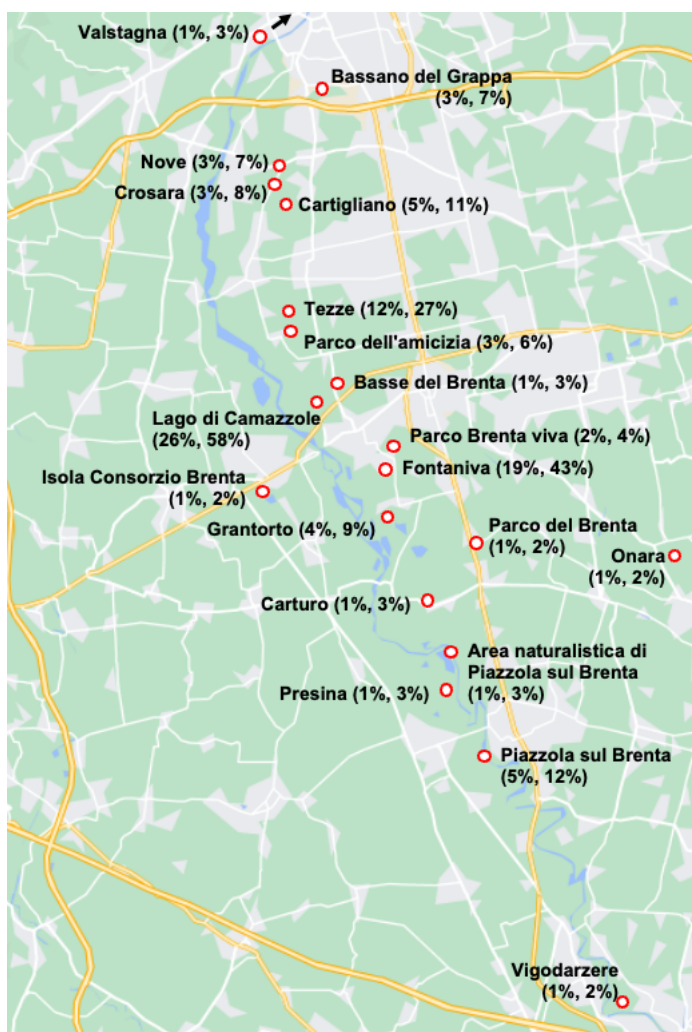 Valstagna (1%, 3%)
Bassano del Grappa
(3%, 7%)
Nove (3%, 7%)
Crosara (3%, 8%)
Cartigliano (5%, 11%)
Tezze (12%, 27%)
Parco dell'amicizia (3%, 6%)
Basse del Brenta (1%, 3%)
Lago di Camazzole
(26%, 58%)
Parco Brenta viva (2%, 4%)
Fontaniva (19%, 43%)
Isola Consorzio Brenta
(1%, 2%)
Grantorto (4%, 9%)
Parco del Brenta
(1%, 2%)
Onara
(1%, 2%)
Carturo (1%, 3%)
Area naturalistica di
Piazzola sul Brenta
(1%, 3%)
Presina (1%, 3%)
Piazzola sul Brenta
(5%, 12%)
Vigodarzere
(1%, 2%)